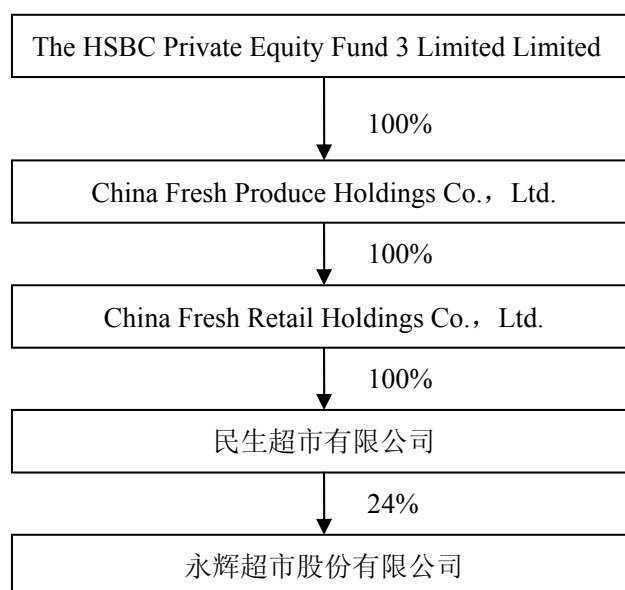 The HSBC Private Equity Fund 3 Limited Limited
100%
China Fresh Produce Holdings Co.，Ltd.
100%
China Fresh Retail Holdings Co.，Ltd.
100%
民生超市有限公司
24%
永辉超市股份有限公司